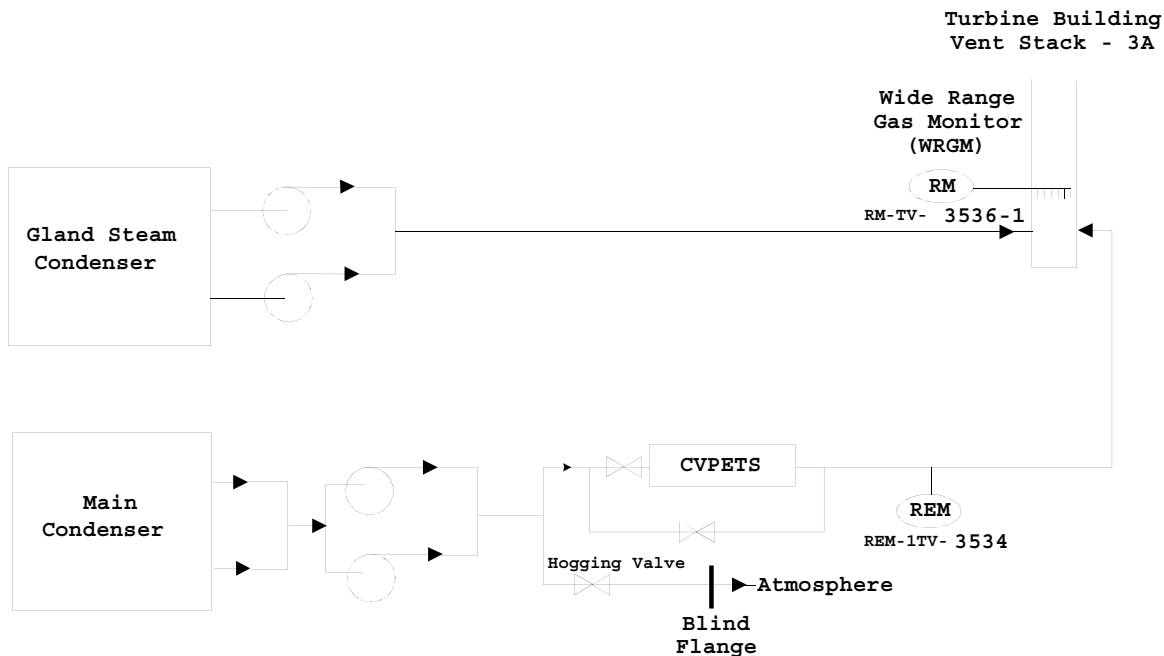 Turbine Building
Vent Stack - 3A
Wide Range
Gas Monitor
(WRGM)
RM
RM-TV- 3536-1
Gland Steam
Condenser
CVPETS
Main
Condenser
REM
REM-1TV- 3534
Hogging Valve
Atmosphere
Blind
Flange